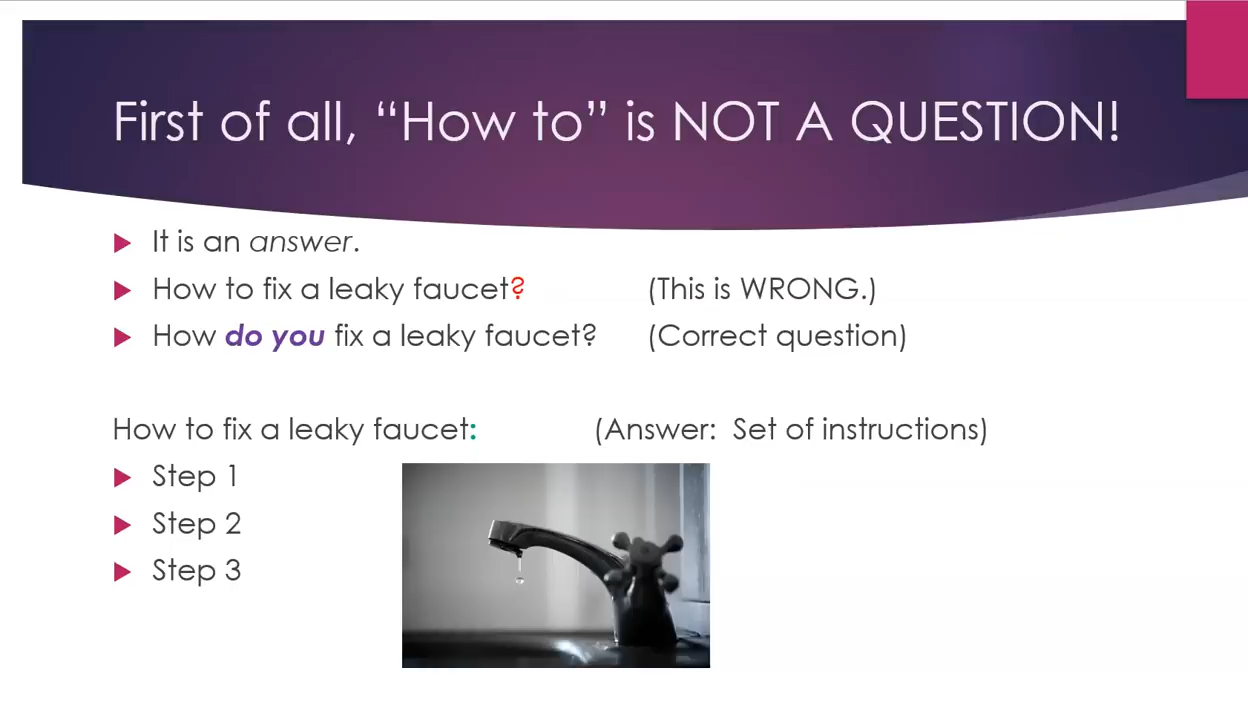 First of all, “How to” is NOT A QUESTION!
It is an answer.
How to fix a leaky faucet? (This is WRONG.)
How do you fix a leaky faucet? (Correct question)
How to fix a leaky faucet: (Answer: Set of instructions)
Step 1
Step 2
Step 3